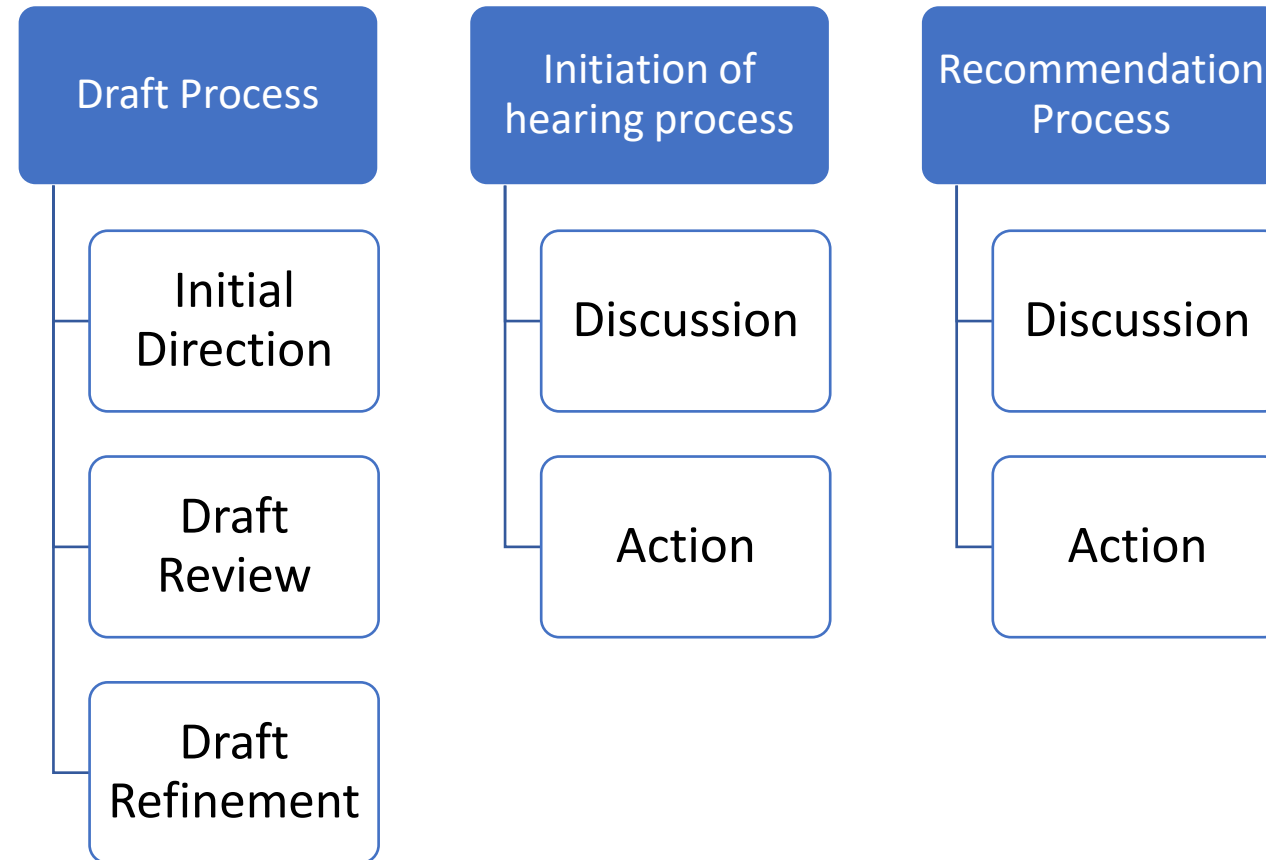 Draft Process
Initial
Direction
Draft
Review
Draft
Refinement
Initiation of
hearing process
Discussion
Action
Recommendation
Process
Discussion
Action